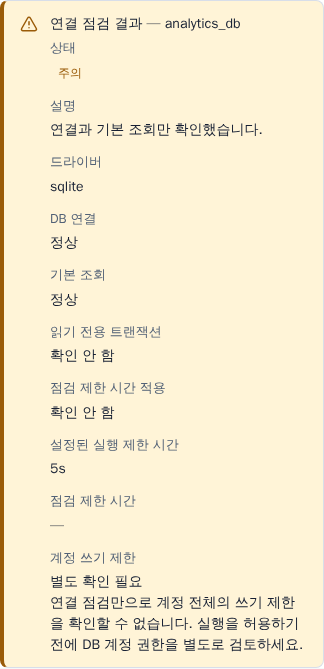 연결 점검 결과 — analytics_db
상태
주의
설명
연결과 기본 조회만 확인했습니다.
드라이버
sqlite
DB 연결
정상
기본 조회
정상
읽기 전용 트랜잭션
확인 안 함
점검 제한 시간 적용
확인 안 함
설정된 실행 제한 시간
5s
점검 제한 시간
—
계정 쓰기 제한
별도 확인 필요
연결 점검만으로 계정 전체의 쓰기 제한
을 확인할 수 없습니다. 실행을 허용하기
전에 DB 계정 권한을 별도로 검토하세요.